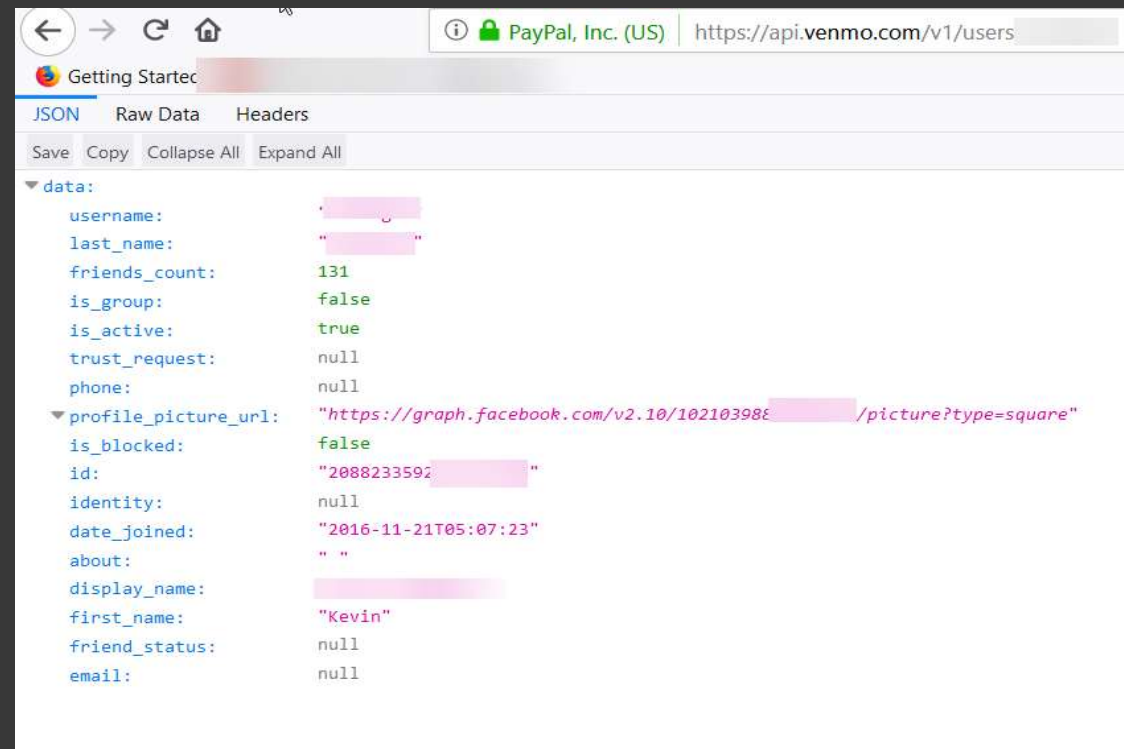 PayPal, Inc. (US) https://api.venmo.com/v1/users
Getting Started
JSON Raw Data Headers
Save Copy Collapse All Expand All
data:
username:
last_name: " "
friends_count: 131
is_group: false
is_active: true
trust_request: null
phone: null
profile_picture_url: "https://graph.facebook.com/v2.10/102103988 /picture?type=square"
is_blocked: false
id: "2088233592 "
identity: null
date_joined: "2016-11-21T05:07:23"
about: " "
display_name:
first_name: "Kevin"
friend_status: null
email: null